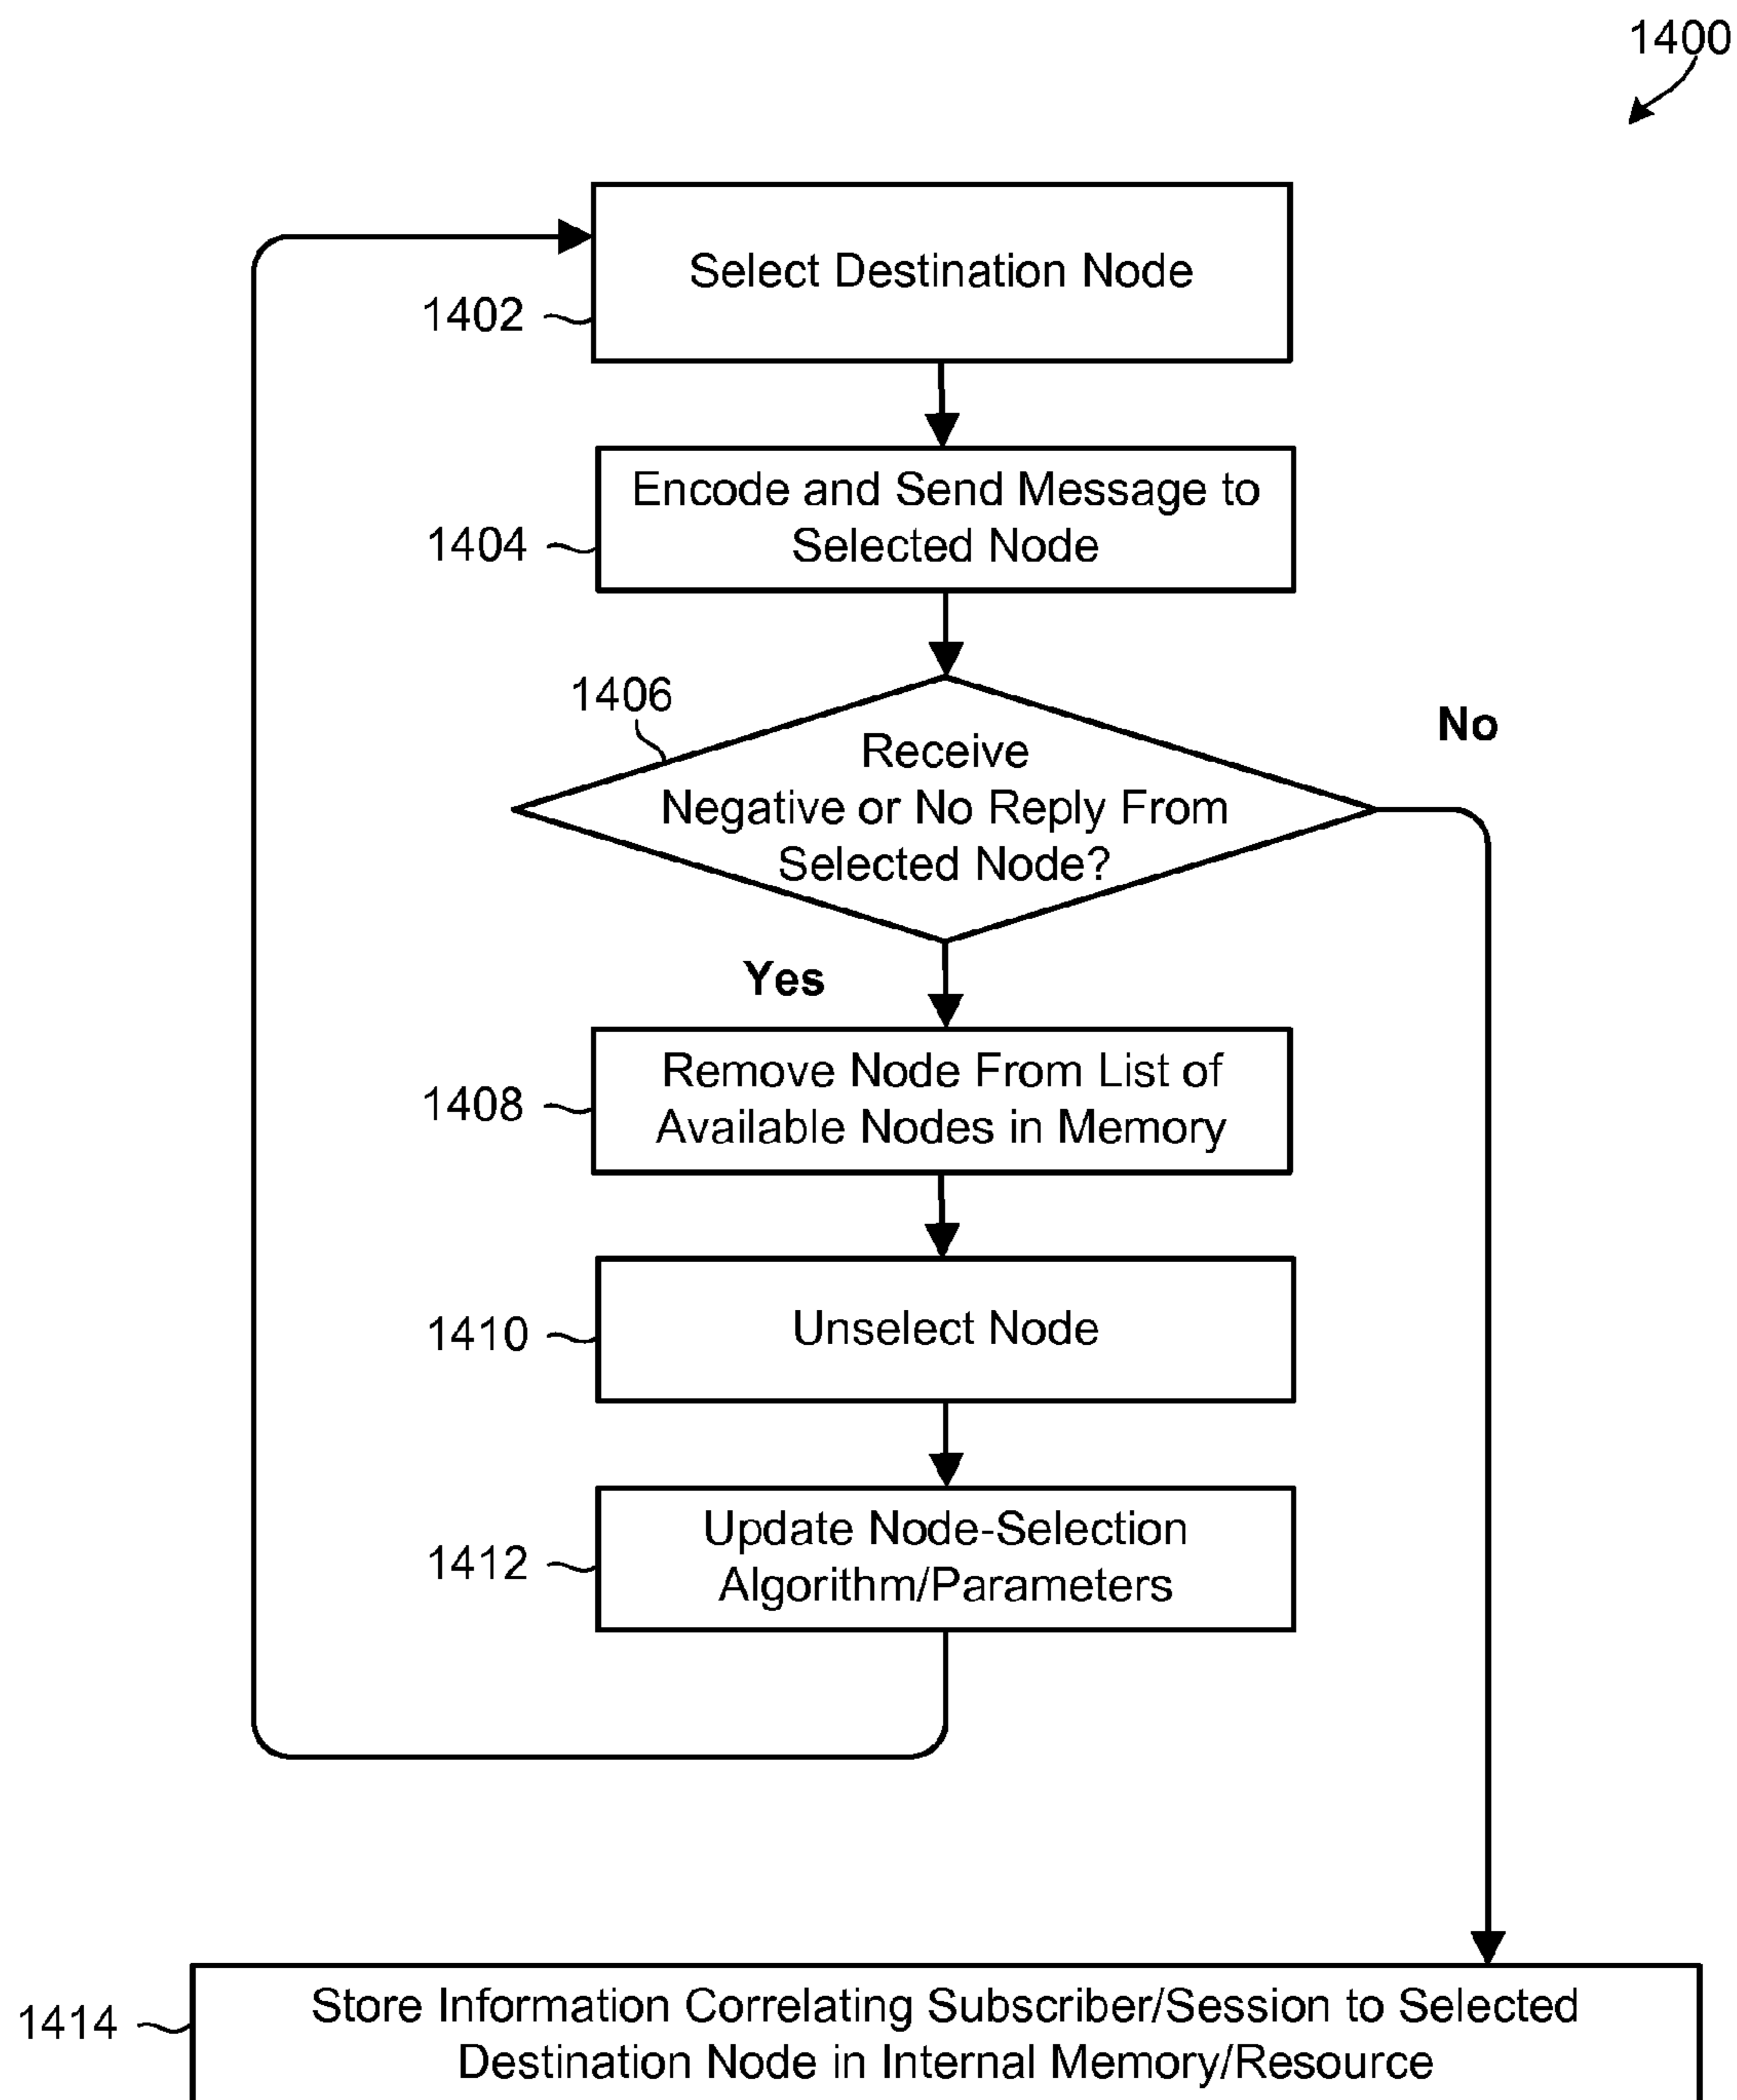 1400
Select Destination Node
1402
Encode and Send Message to
Selected Node
1404
1406
Receive
Negative or No Reply From
Selected Node?
No
Yes
Remove Node From List of
Available Nodes in Memory
1408
Unselect Node
1410
Update Node-Selection
Algorithm/Parameters
1412
Store Information Correlating Subscriber/Session to Selected
Destination Node in Internal Memory/Resource
1414